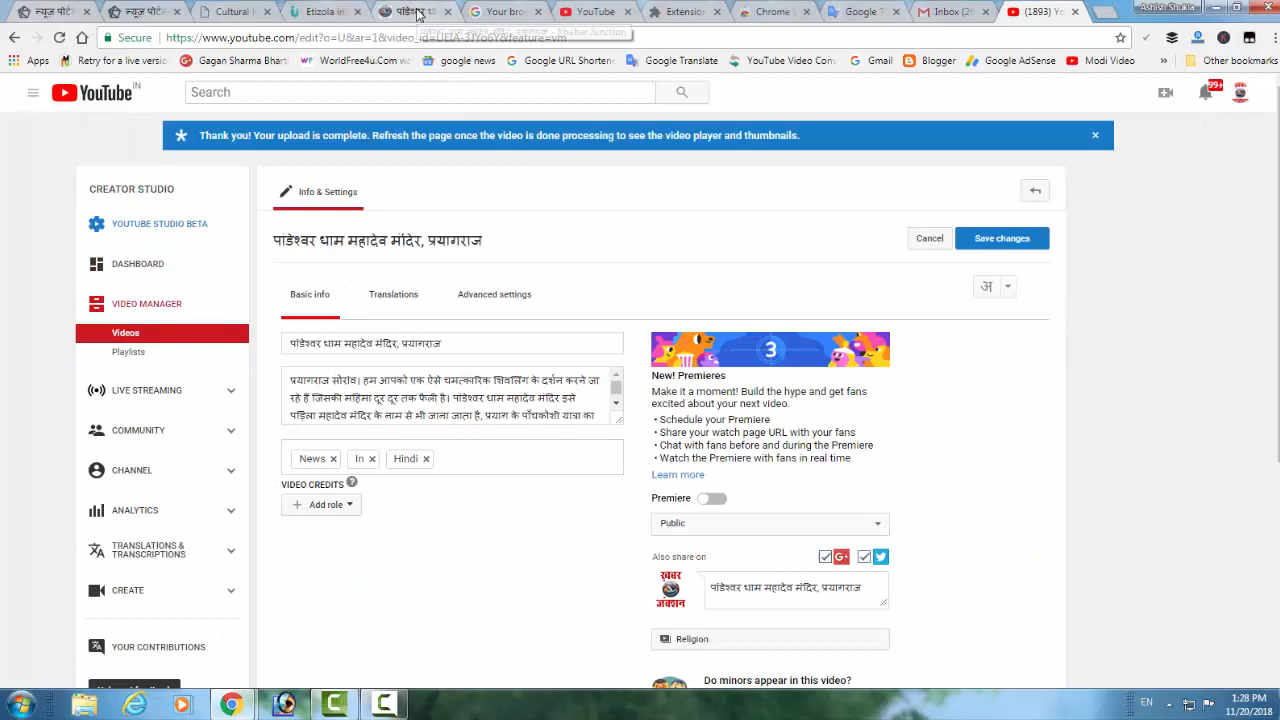 न्यूज़ पोर्ट
न्यूज़ पोर्ट
Cultural H
Etizola in
पांडेश्वर धा
Your bro
YouTube
Extension
Chrome
Google T
Inbox (26
(1893) Yo
Ashish Shukla
Secure https://www.youtube.com/edit?o=U&ar=1&video_id=
&feature=vm
Apps
Retry for a livevide
Gagan Sharma Bharti
WorldFree4u.Com wa
google news
Google URL Shortene
Google Translate
YouTube Video Conv
Gmail
Blogger
Google AdSense
Modi Video
»
Other bookmarks
YouTube IN
Search
99+
Thank you! Your upload is complete. Refresh the page once the video is done processing to see the video player and thumbnails.
CREATOR STUDIO
YOUTUBE STUDIO BETA
DASHBOARD
VIDEO MANAGER
Videos
Playlists
LIVE STREAMING
COMMUNITY
CHANNEL
ANALYTICS
TRANSLATIONS &
TRANSCRIPTIONS
CREATE
YOUR CONTRIBUTIONS
Info & Settings
पांडेश्वर धाम महादेव मंदिर, प्रयागराज
Cancel
Save changes
Basic info
Translations
Advanced settings
अ
पांडेश्वर धाम महादेव मंदिर, प्रयागराज
प्रयागराज सोरांव। हम आपको एक ऐसे चमत्कारिक शिवलिंग के दर्शन करने जा
रहे हैं जिसकी महिमा दूर दूर तक फैली है। पांडेश्वर धाम महादेव मंदिर इसे
पड़िला महादेव मंदिर के नाम से भी जाना जाता है, प्रयाग के पाँचकोशी यात्रा का
News
In
Hindi
VIDEO CREDITS ?
+ Add role
3
New! Premieres
Make it a moment! Build the hype and get fans
excited about your next video.
• Schedule your Premiere
• Share your watch page URL with your fans
• Chat with fans before and during the Premiere
• Watch the Premiere with fans in real time
Learn more
Premiere
Public
Also share on
G+
ख़बर
जंक्शन
पांडेश्वर धाम महादेव मंदिर, प्रयागराज
Religion
Do minors appear in this video?
EN
1:28 PM
11/20/2018